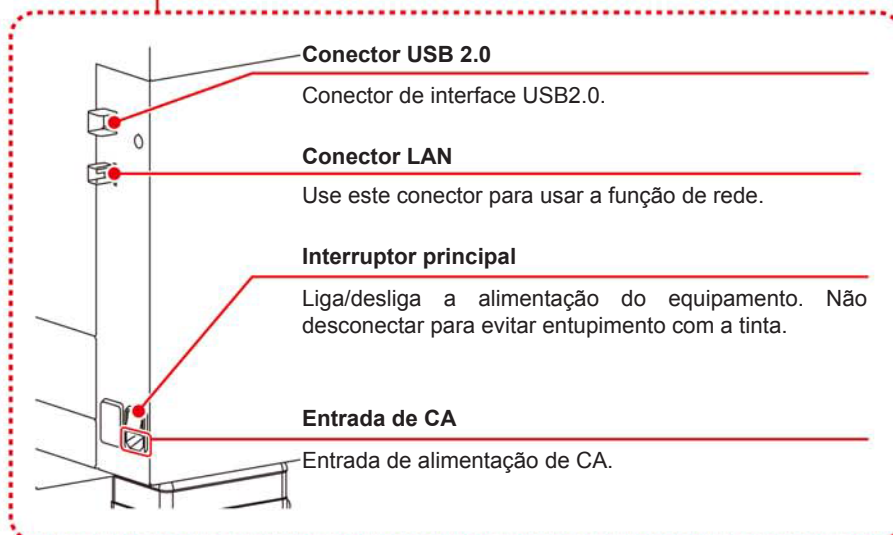 Conector USB 2.0
Conector de interface USB2.0.
Conector LAN
Use este conector para usar a função de rede.
Interruptor principal
Liga/desliga a alimentação do equipamento. Não
desconectar para evitar entupimento com a tinta.
Entrada de CA
Entrada de alimentação de CA.